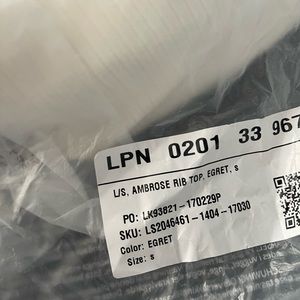 LPN 0201 33 967
L/S, AMBROSE RIB TOP, EGRET, s
PO: LK93821-170229P
SKU: LS2046461-1404-17030
Color: EGRET
Size: s